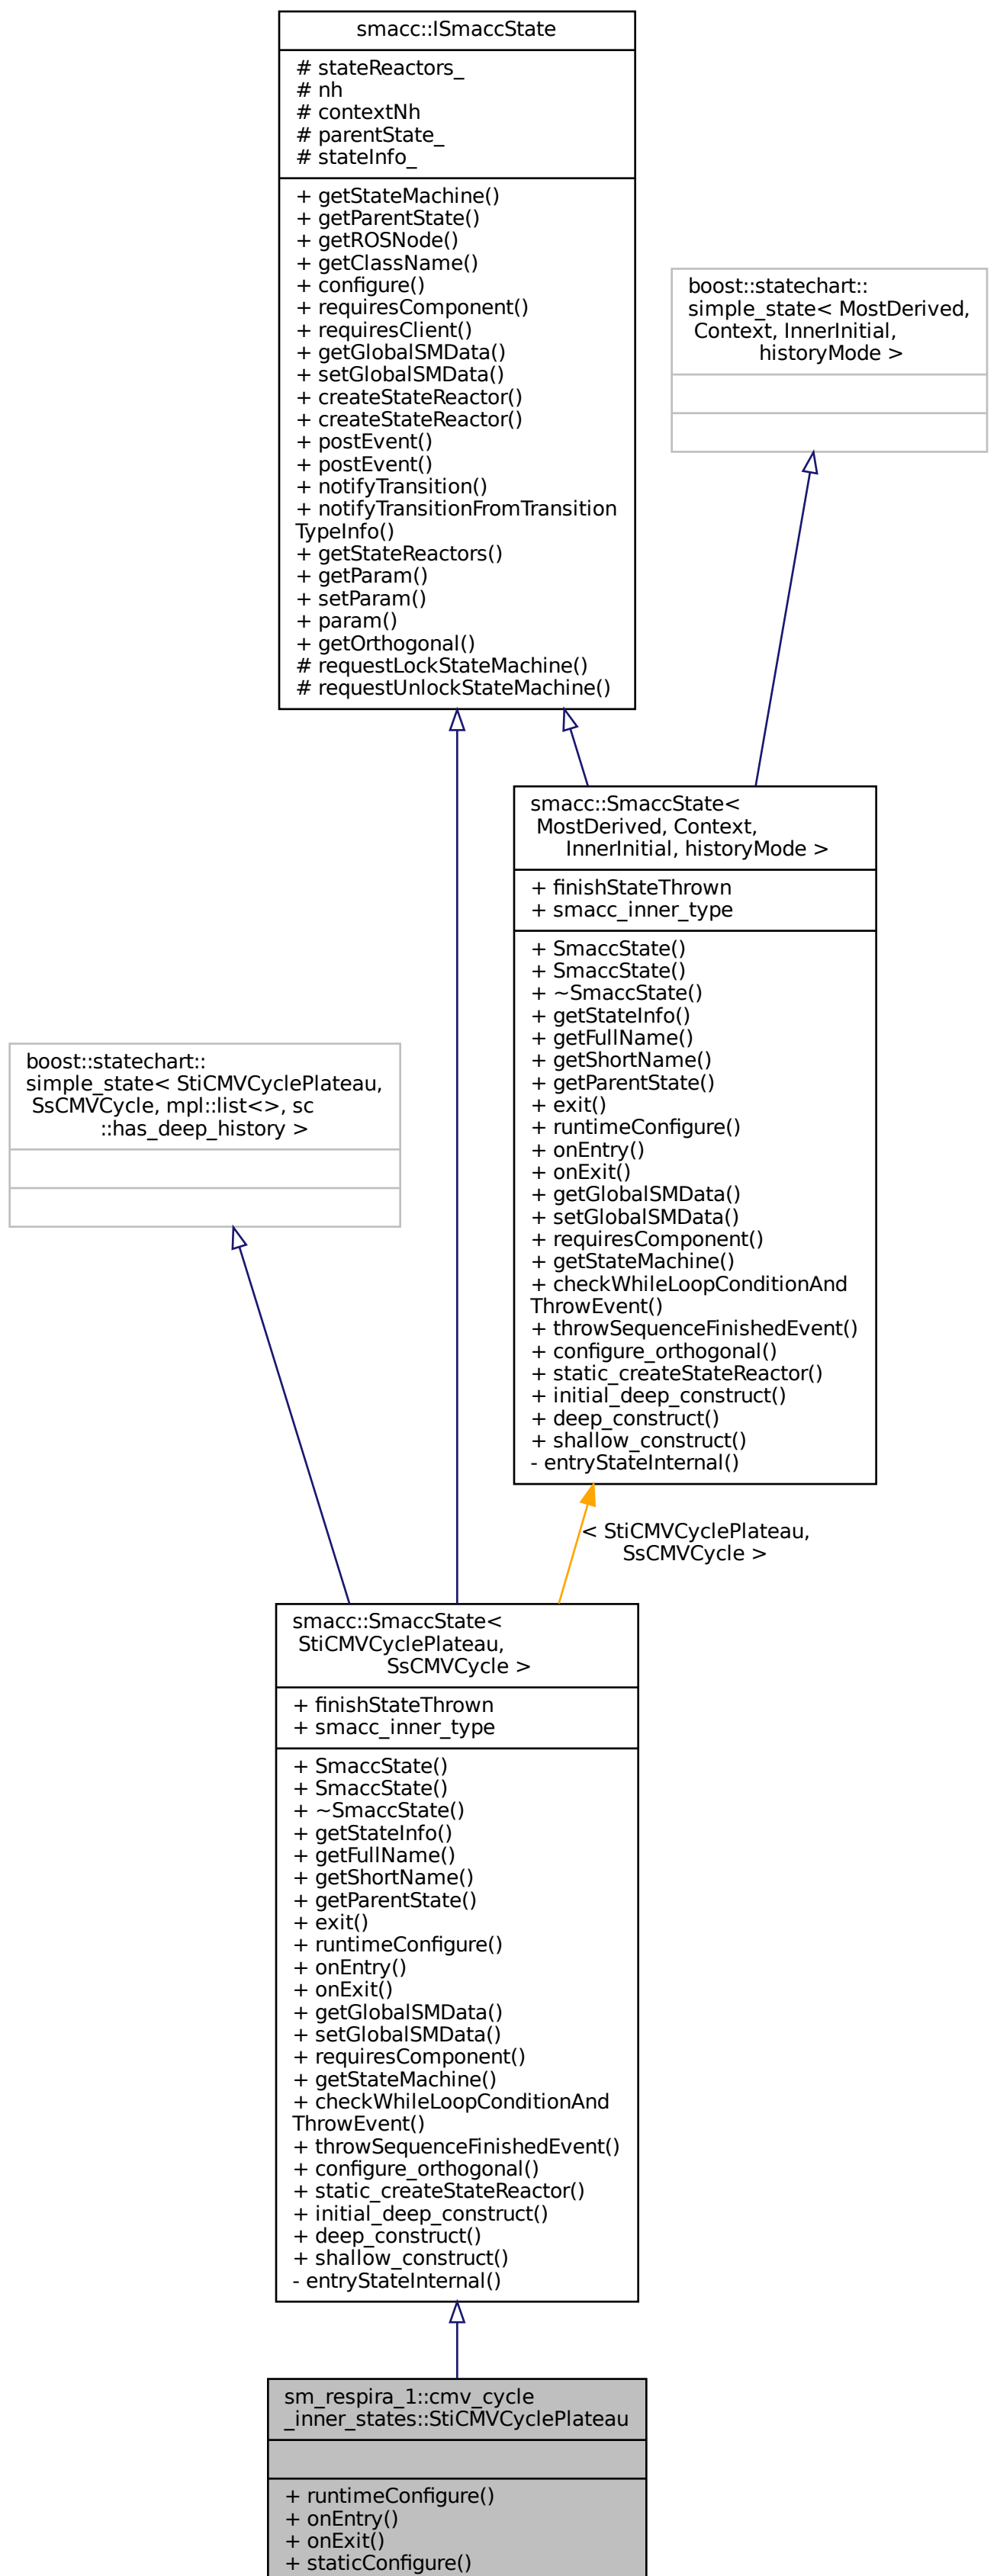 smacc::ISmaccState
# stateReactors_
# nh
# contextNh
# parentState_
# stateInfo_
+ getStateMachine()
+ getParentState()
+ getROSNode()
+ getClassName()
+ configure()
+ requiresComponent()
+ requiresClient()
+ getGlobalSMData()
+ setGlobalSMData()
+ createStateReactor()
+ createStateReactor()
+ postEvent()
+ postEvent()
+ notifyTransition()
+ notifyTransitionFromTransition
TypeInfo()
+ getStateReactors()
+ getParam()
+ setParam()
+ param()
+ getOrthogonal()
# requestLockStateMachine()
# requestUnlockStateMachine()
boost::statechart::
simple_state< MostDerived,
Context, InnerInitial,
historyMode >
smacc::SmaccState<
MostDerived, Context,
InnerInitial, historyMode >
+ finishStateThrown
+ smacc_inner_type
+ SmaccState()
+ SmaccState()
+ ~SmaccState()
+ getStateInfo()
+ getFullName()
+ getShortName()
+ getParentState()
+ exit()
+ runtimeConfigure()
+ onEntry()
+ onExit()
+ getGlobalSMData()
+ setGlobalSMData()
+ requiresComponent()
+ getStateMachine()
+ checkWhileLoopConditionAnd
ThrowEvent()
+ throwSequenceFinishedEvent()
+ configure_orthogonal()
+ static_createStateReactor()
+ initial_deep_construct()
+ deep_construct()
+ shallow_construct()
- entryStateInternal()
boost::statechart::
simple_state< StiCMVCyclePlateau,
SsCMVCycle, mpl::list<>, sc
::has_deep_history >
< StiCMVCyclePlateau,
SsCMVCycle >
smacc::SmaccState<
StiCMVCyclePlateau,
SsCMVCycle >
+ finishStateThrown
+ smacc_inner_type
+ SmaccState()
+ SmaccState()
+ ~SmaccState()
+ getStateInfo()
+ getFullName()
+ getShortName()
+ getParentState()
+ exit()
+ runtimeConfigure()
+ onEntry()
+ onExit()
+ getGlobalSMData()
+ setGlobalSMData()
+ requiresComponent()
+ getStateMachine()
+ checkWhileLoopConditionAnd
ThrowEvent()
+ throwSequenceFinishedEvent()
+ configure_orthogonal()
+ static_createStateReactor()
+ initial_deep_construct()
+ deep_construct()
+ shallow_construct()
- entryStateInternal()
sm_respira_1::cmv_cycle
_inner_states::StiCMVCyclePlateau
+ runtimeConfigure()
+ onEntry()
+ onExit()
+ staticConfigure()